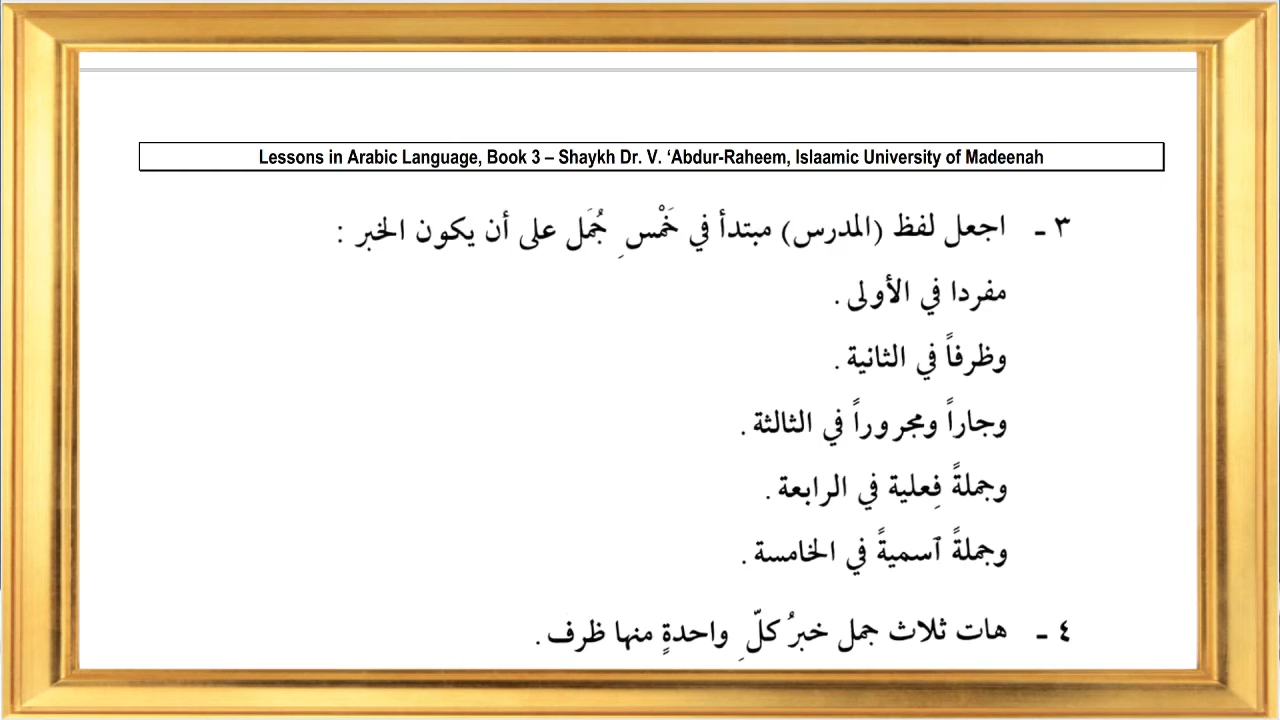 Lessons in Arabic Language, Book 3 – Shaykh Dr. V. ‘Abdur-Raheem, Islaamic University of Madeenah
٣ ـ اجعل لفظ (المدرس) مبتدأ في خَمْسِ جُمَل على أن يكون الخبر :
مفردا في الأولى .
وظرفاً في الثانية .
وجاراً ومجروراً في الثالثة .
وجملةً فِعلية في الرابعة .
وجملةً ٱسميةً في الخامسة .
٤ ـ هات ثلاث جمل خبرُ كلِّ واحدةٍ منها ظرف .